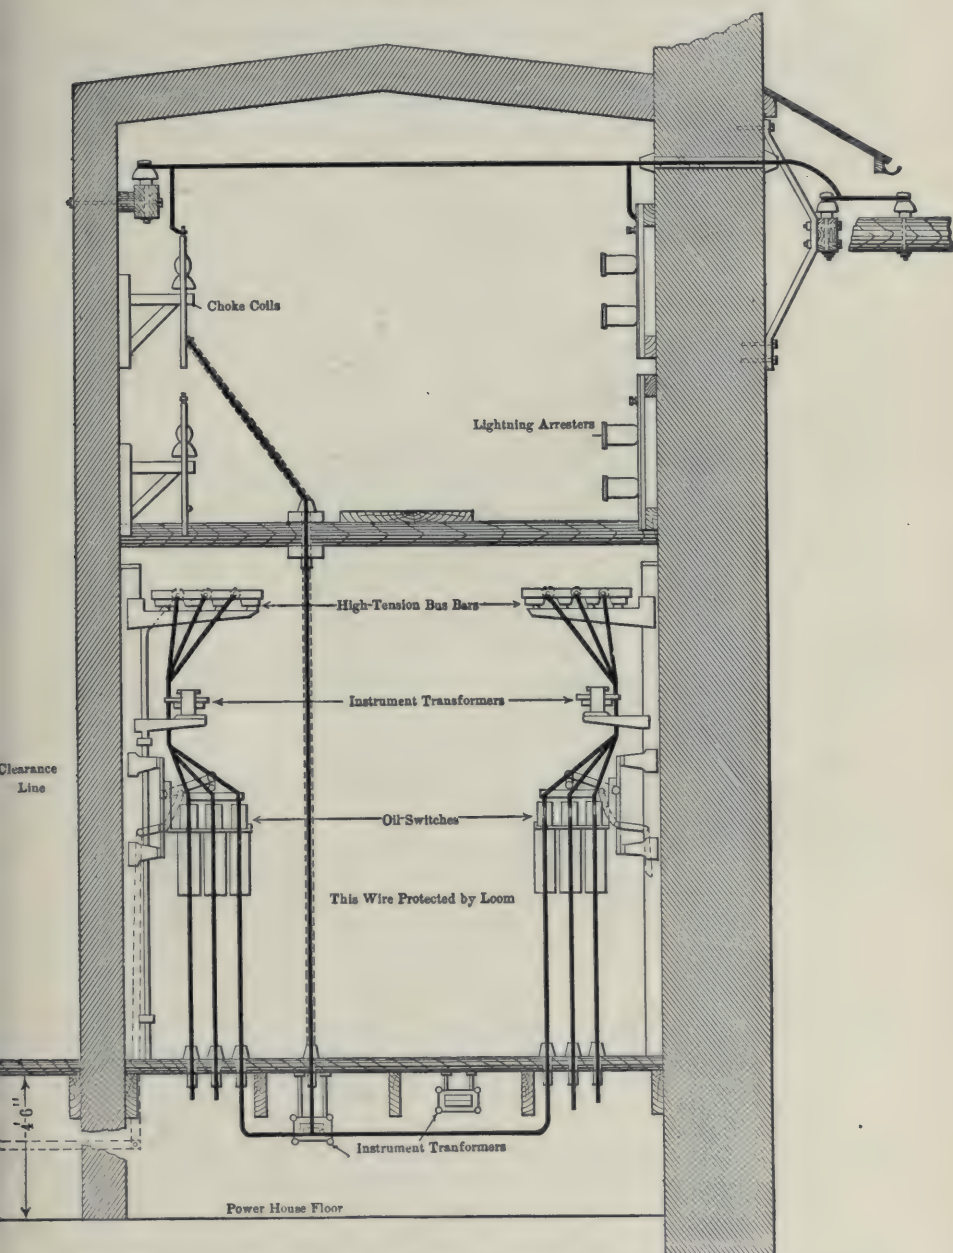 Choke Coils
Lightning Arresters
High-Tension Bus Bars
Instrument Transformers
Clearance
Line
Oil-Switches
This Wire Protected by Loom
4'6"
Instrument Tranformers
Power House Floor